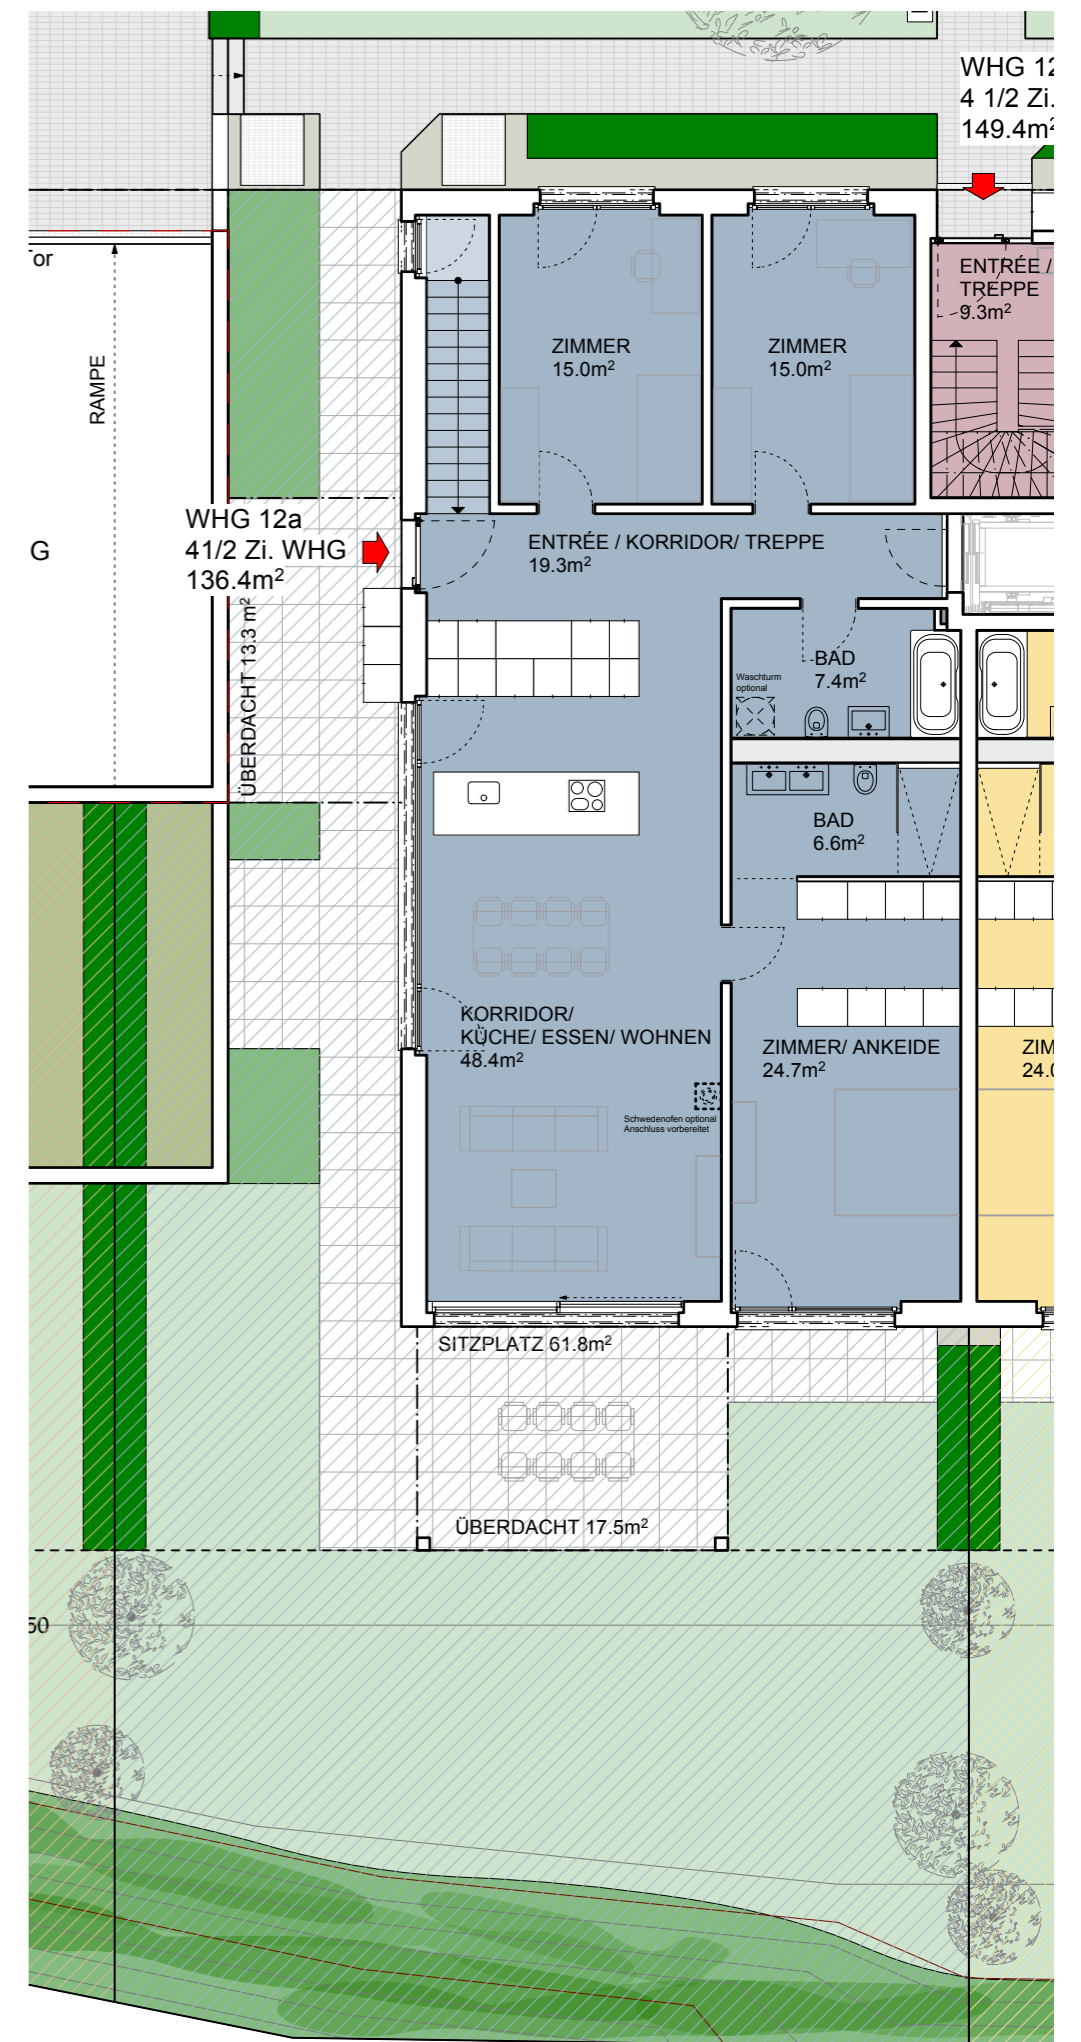 WHG 12
4 1/2 Zi.
149.4m²
or
RAMPE
G
ENTRÉE /
TREPPE
9.3m²
ZIMMER
15.0m²
ZIMMER
15.0m²
WHG 12a
41/2 Zi. WHG
136.4m²
ENTRÉE / KORRIDOR/ TREPPE
19.3m²
ÜBERDACHT 13.3 m²
BAD
7.4m²
Waschturm
optional
BAD
6.6m²
KORRIDOR/
KÜCHE/ ESSEN/ WOHNEN
48.4m²
ZIMMER/ ANKEIDE
24.7m²
ZIM
24.0
Schwedenofen optional
Anschluss vorbereitet
SITZPLATZ 61.8m²
ÜBERDACHT 17.5m²
50